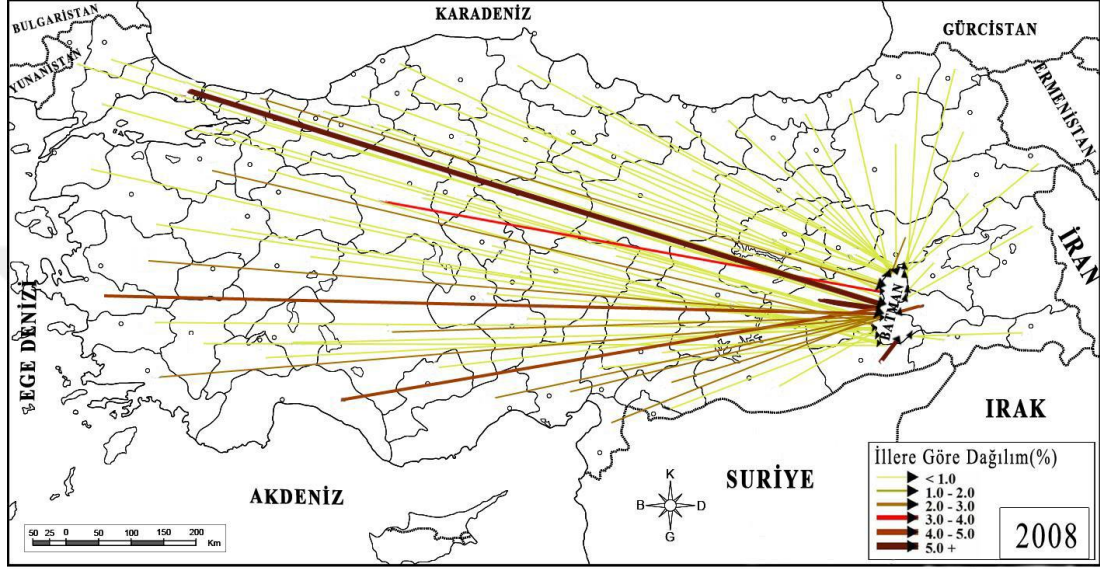 BULGARİSTAN
KARADENİZ
GÜRCİSTAN
YUNANİSTAN
ERMENİSTAN
İRAN
BATMAN
EGE DENİZİ
IRAK
SURİYE
AKDENİZ
K
B D
G
50 25 0 50 100 150 200
Km
İllere Göre Dağılım(%)
< 1.0
1.0 - 2.0
2.0 - 3.0
3.0 - 4.0
4.0 - 5.0
5.0 +
2008